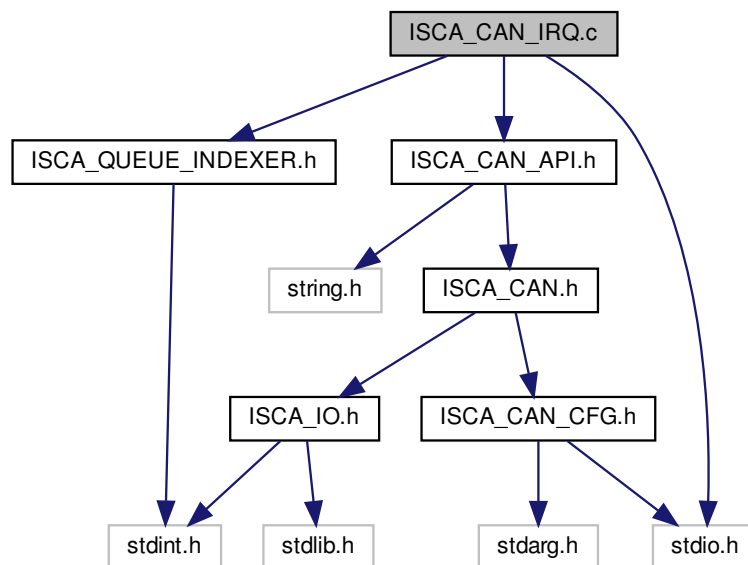 ISCA_CAN_IRQ.c
ISCA_QUEUE_INDEXER.h
ISCA_CAN_API.h
string.h
ISCA_CAN.h
ISCA_IO.h
ISCA_CAN_CFG.h
stdint.h
stdlib.h
stdarg.h
stdio.h